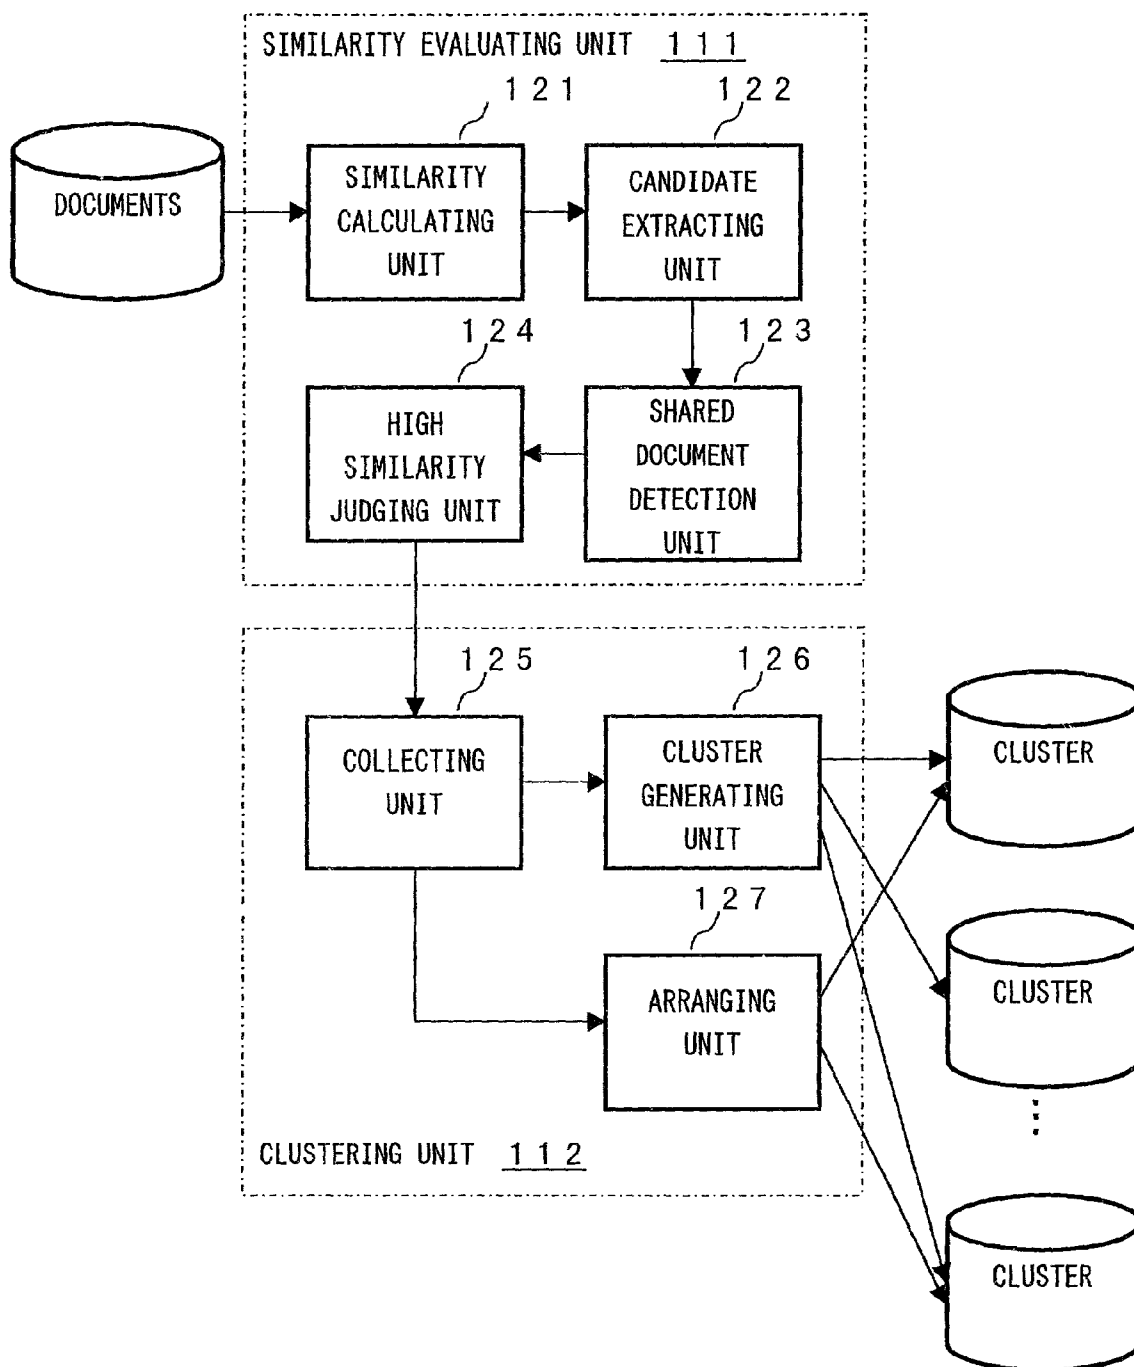 SIMILARITY EVALUATING UNIT 111
121
122
DOCUMENTS
SIMILARITY
CALCULATING
UNIT
CANDIDATE
EXTRACTING
UNIT
124
123
HIGH
SIMILARITY
JUDGING UNIT
SHARED
DOCUMENT
DETECTION
UNIT
125
126
COLLECTING
UNIT
CLUSTER
GENERATING
UNIT
CLUSTER
127
ARRANGING
UNIT
CLUSTER
CLUSTERING UNIT 112
CLUSTER